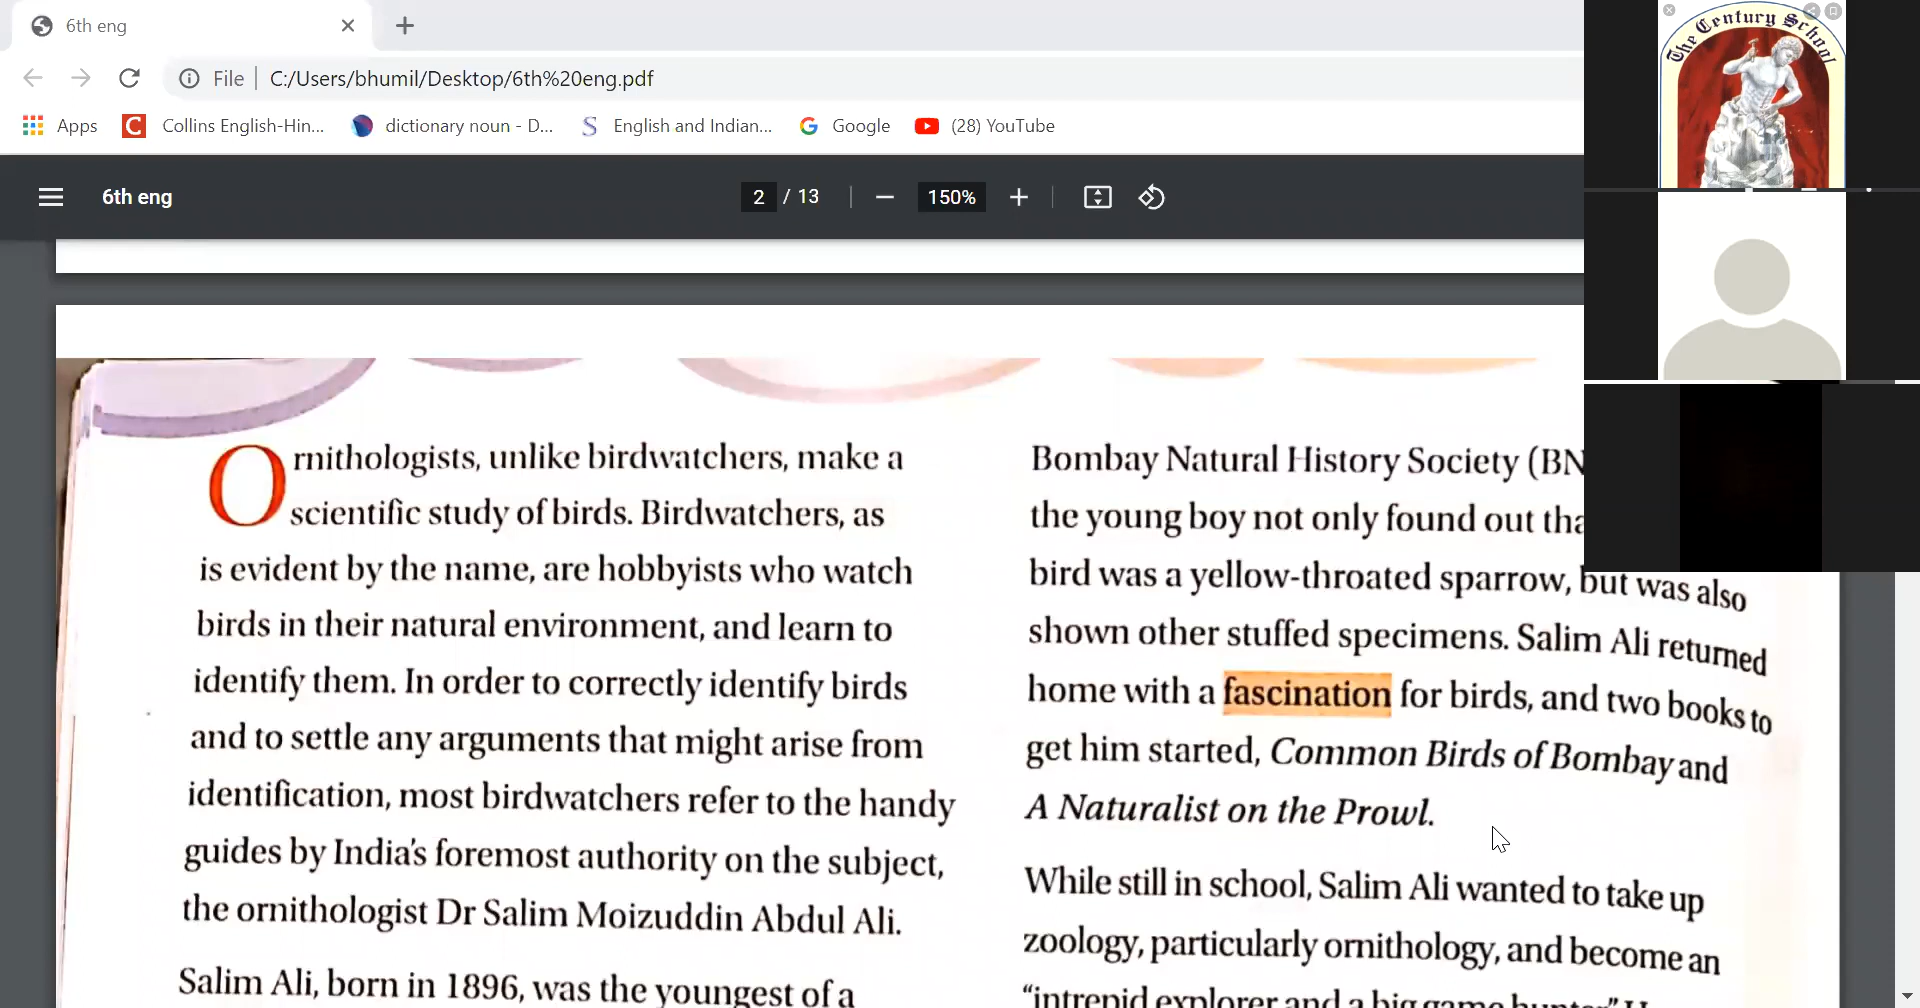 6th eng
File
C:/Users/bhumil/Desktop/6th%20eng.pdf
Apps
Collins English-Hin...
dictionary noun - D...
English and Indian...
Google
(28) YouTube
6th eng
2 / 13
150%
The Century School
Ornithologists, unlike birdwatchers, make a
scientific study of birds. Birdwatchers, as
is evident by the name, are hobbyists who watch
birds in their natural environment, and learn to
identify them. In order to correctly identify birds
and to settle any arguments that might arise from
identification, most birdwatchers refer to the handy
guides by India's foremost authority on the subject,
the ornithologist Dr Salim Moizuddin Abdul Ali.
Salim Ali, born in 1896, was the youngest of a
Bombay Natural History Society (BN
the young boy not only found out tha
bird was a yellow-throated sparrow, but was also
shown other stuffed specimens. Salim Ali returned
home with a fascination for birds, and two books to
get him started, Common Birds of Bombay and
A Naturalist on the Prowl.
While still in school, Salim Ali wanted to take up
zoology, particularly ornithology, and become an
"intrepid explorer and a big game hunter"